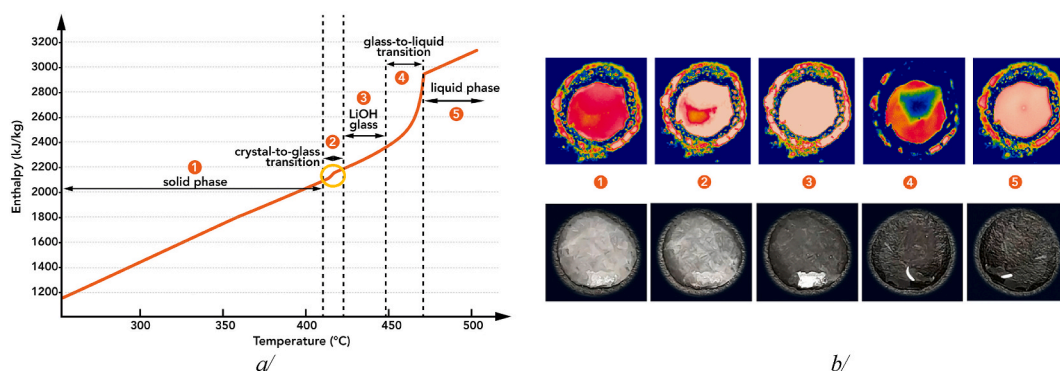 3200
3000
2800
2600
2400
2200
2000
1800
1600
1400
1200
Enthalpy (kJ/kg)
glass-to-liquid
transition
4
liquid phase
5
3
LiOH
glass
2
crystal-to-glass
transition
1
solid phase
300
400
450
500
Temperature (°C)
a/
1
2
3
4
5
b/